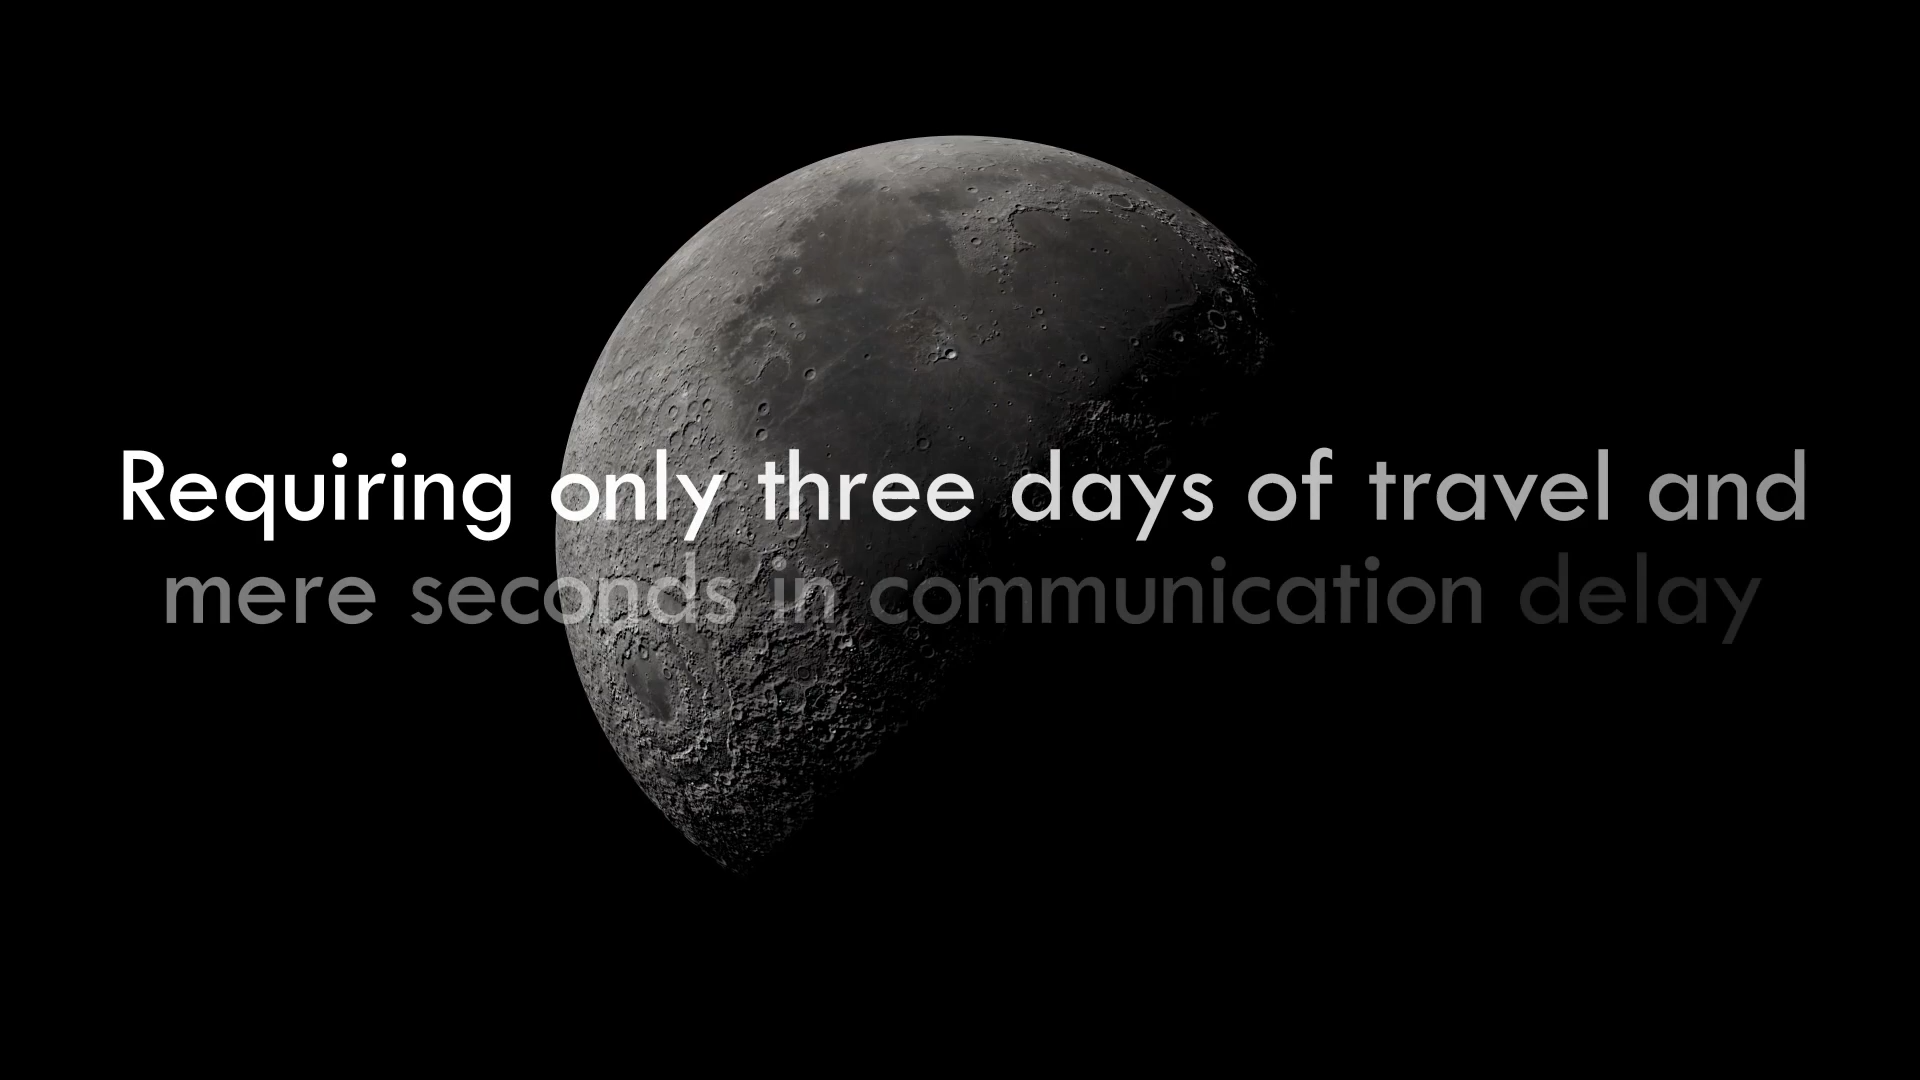 Requiring only three days of travel and
mere seconds in communication delay